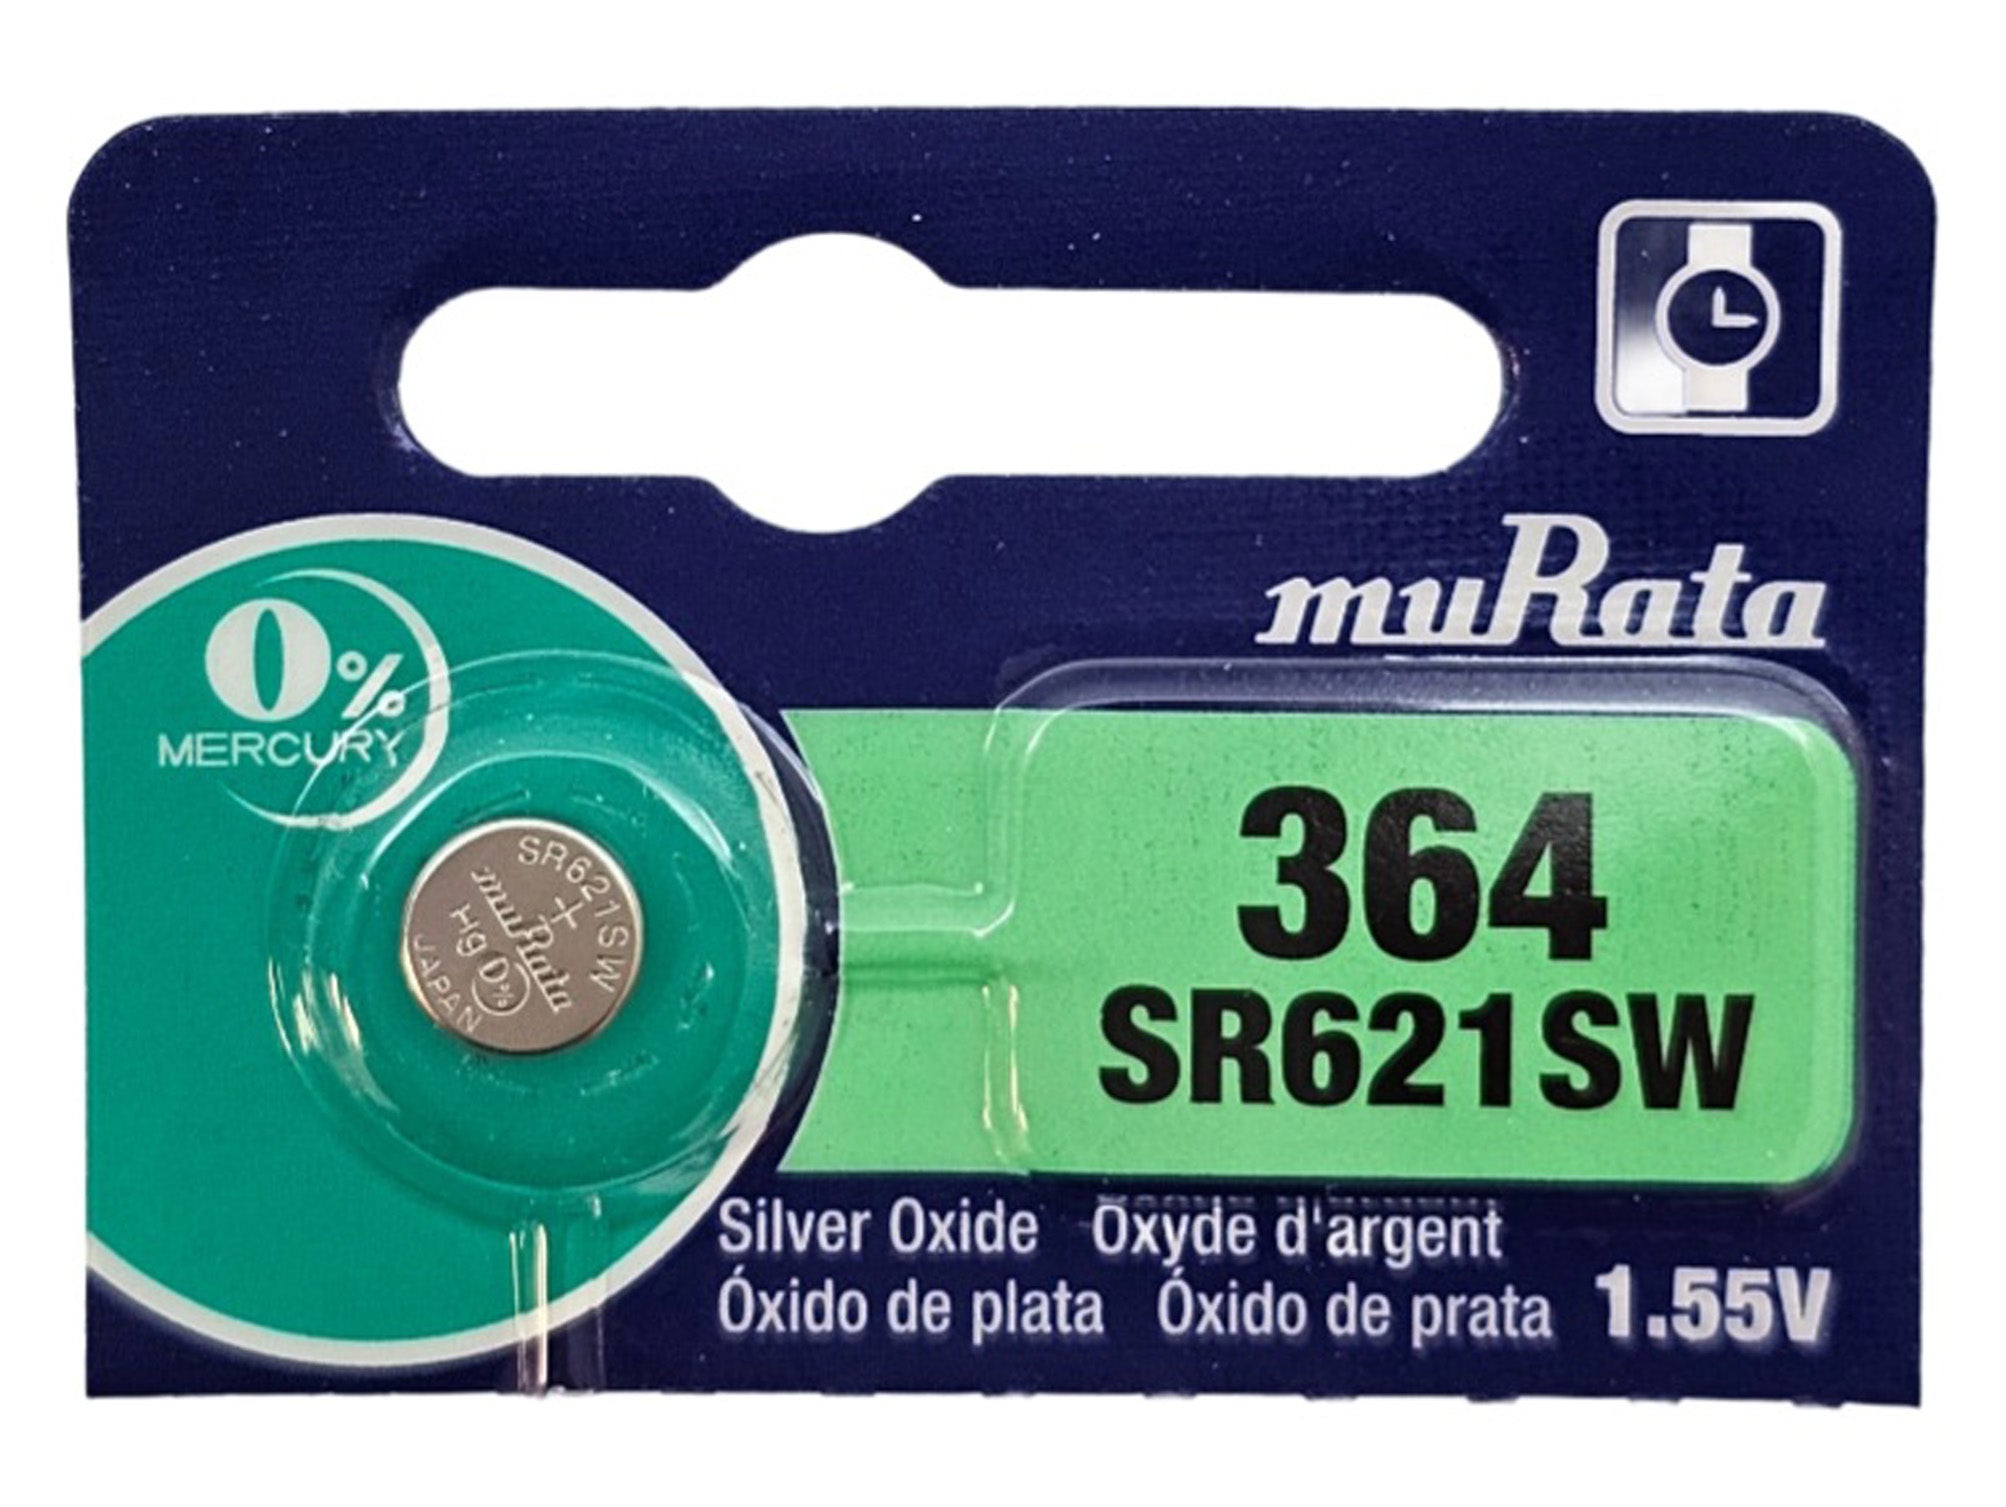 muRata
0%
MERCURY
364
SR621SW
SR621SW
+
muRata
Hg 0%
JAPAN
Silver Oxide Oxyde d'argent
Óxido de plata Óxido de prata 1.55V